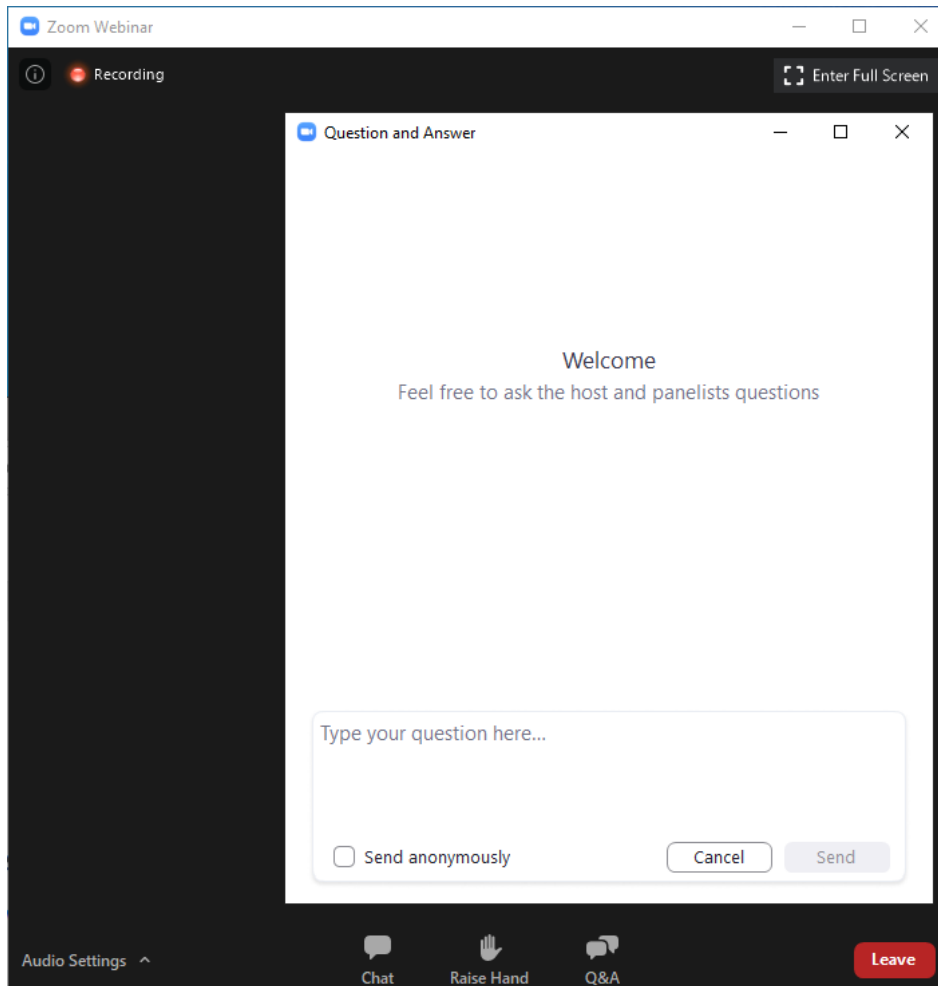 Zoom Webinar
Recording
Enter Full Screen
Question and Answer
Welcome
Feel free to ask the host and panelists questions
Type your question here...
Send anonymously
Cancel
Send
Audio Settings
Chat
Raise Hand
Q&A
Leave